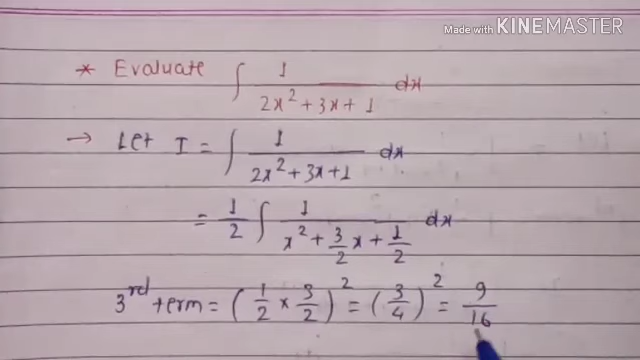 Made with KINEMASTER
* Evaluate ∫ 1/(2x² + 3x + 1) dx
→ Let I = ∫ 1/(2x² + 3x + 1) dx
= 1/2 ∫ 1/(x² + 3/2 x + 1/2) dx
3rd term = (1/2 × 3/2)² = (3/4)² = 9/16